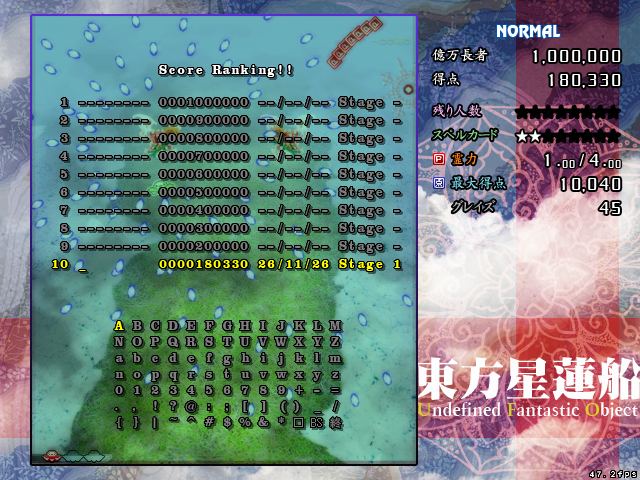 Score Ranking!!
1 -------- 0001000000 --/--/-- Stage -
2 -------- 0000900000 --/--/-- Stage -
3 -------- 0000800000 --/--/-- Stage -
4 -------- 0000700000 --/--/-- Stage -
5 -------- 0000600000 --/--/-- Stage -
6 -------- 0000500000 --/--/-- Stage -
7 -------- 0000400000 --/--/-- Stage -
8 -------- 0000300000 --/--/-- Stage -
9 -------- 0000200000 --/--/-- Stage -
10 _ 0000180330 26/11/26 Stage 1
A B C D E F G H I J K L M
N O P Q R S T U V W X Y Z
a b c d e f g h i j k l m
n o p q r s t u v w x y z
0 1 2 3 4 5 6 7 8 9 + - =
. , ! ? @ : ; [ ] ( ) _ /
{ } | ~ ^ # $ % & * □ BS 終
NORMAL
億万長者 1,000,000
得点 180,330
残り人数
スペルカード ★★
P 霊力 1.00/4.00
点 最大得点 10,040
グレイズ 45
東方星蓮船
Undefined Fantastic Object
47.2fps